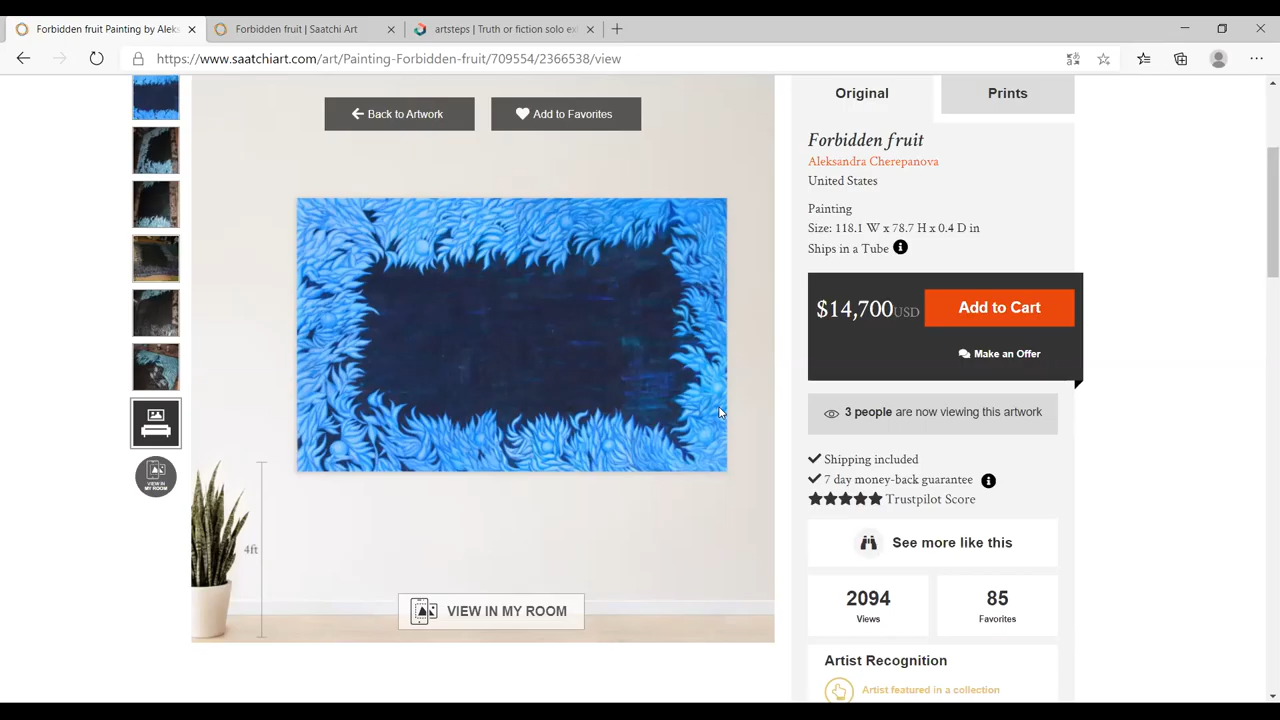 Forbidden fruit Painting by Aleks
Forbidden fruit | Saatchi Art
artsteps | Truth or fiction solo ex
https://www.saatchiart.com/art/Painting-Forbidden-fruit/709554/2366538/view
Back to Artwork
Add to Favorites
4ft
VIEW IN MY ROOM
VIEW IN
MY ROOM
Original
Prints
Forbidden fruit
Aleksandra Cherepanova
United States
Painting
Size: 118.1 W x 78.7 H x 0.4 D in
Ships in a Tube
$14,700USD
Add to Cart
Make an Offer
3 people are now viewing this artwork
Shipping included
7 day money-back guarantee
Trustpilot Score
See more like this
2094
Views
85
Favorites
Artist Recognition
Artist featured in a collection